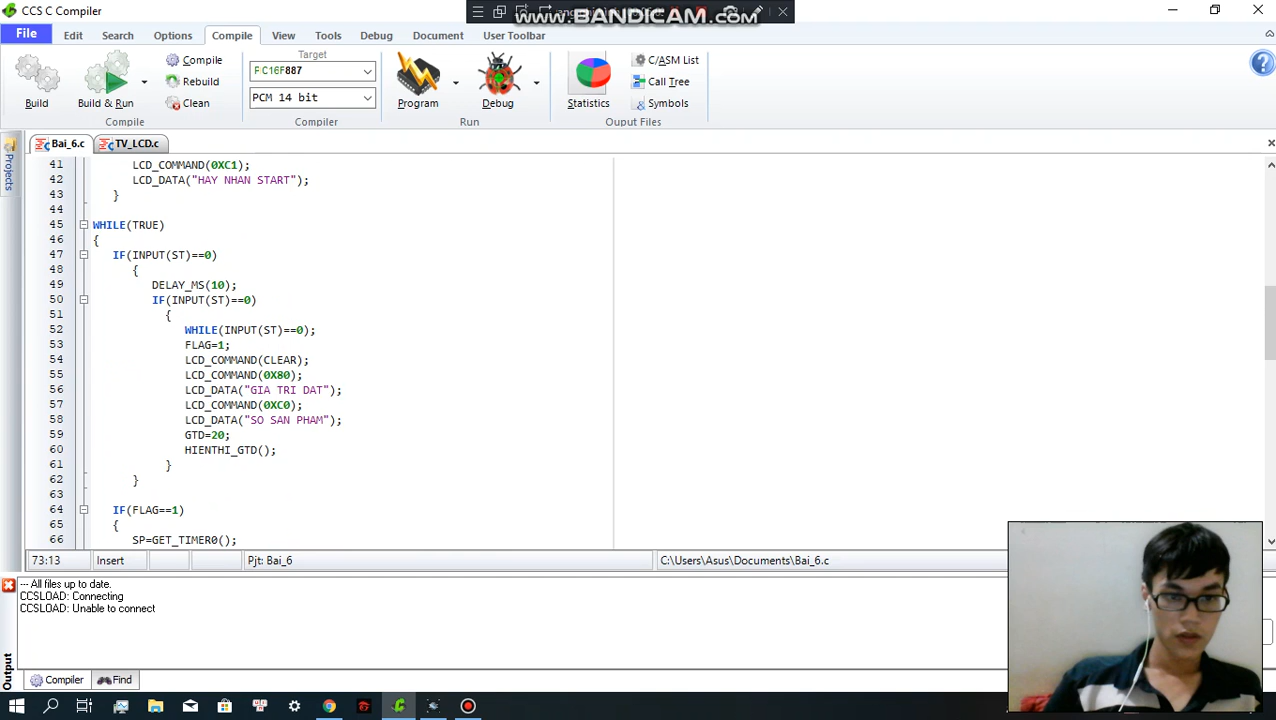 CCS C Compiler
www.BANDICAM.com
File Edit Search Options Compile View Tools Debug Document User Toolbar
Build
Build & Run
Compile
Rebuild
Clean
Compile
Target
PIC16F887
PCM 14 bit
Compiler
Program
Debug
Run
Statistics
C/ASM List
Call Tree
Symbols
Ouput Files
Projects
Bai_6.c TV_LCD.c
41 LCD_COMMAND(0XC1);
42 LCD_DATA("HAY NHAN START");
43 }
44
45 WHILE(TRUE)
46 {
47 IF(INPUT(ST)==0)
48 {
49 DELAY_MS(10);
50 IF(INPUT(ST)==0)
51 {
52 WHILE(INPUT(ST)==0);
53 FLAG=1;
54 LCD_COMMAND(CLEAR);
55 LCD_COMMAND(0X80);
56 LCD_DATA("GIA TRI DAT");
57 LCD_COMMAND(0XC0);
58 LCD_DATA("SO SAN PHAM");
59 GTD=20;
60 HIENTHI_GTD();
61 }
62 }
63
64 IF(FLAG==1)
65 {
66 SP=GET_TIMER0();
73:13 Insert Pjt: Bai_6 C:\Users\Asus\Documents\Bai_6.c
--- All files up to date.
CCSLOAD: Connecting
CCSLOAD: Unable to connect
Output
Compiler Find